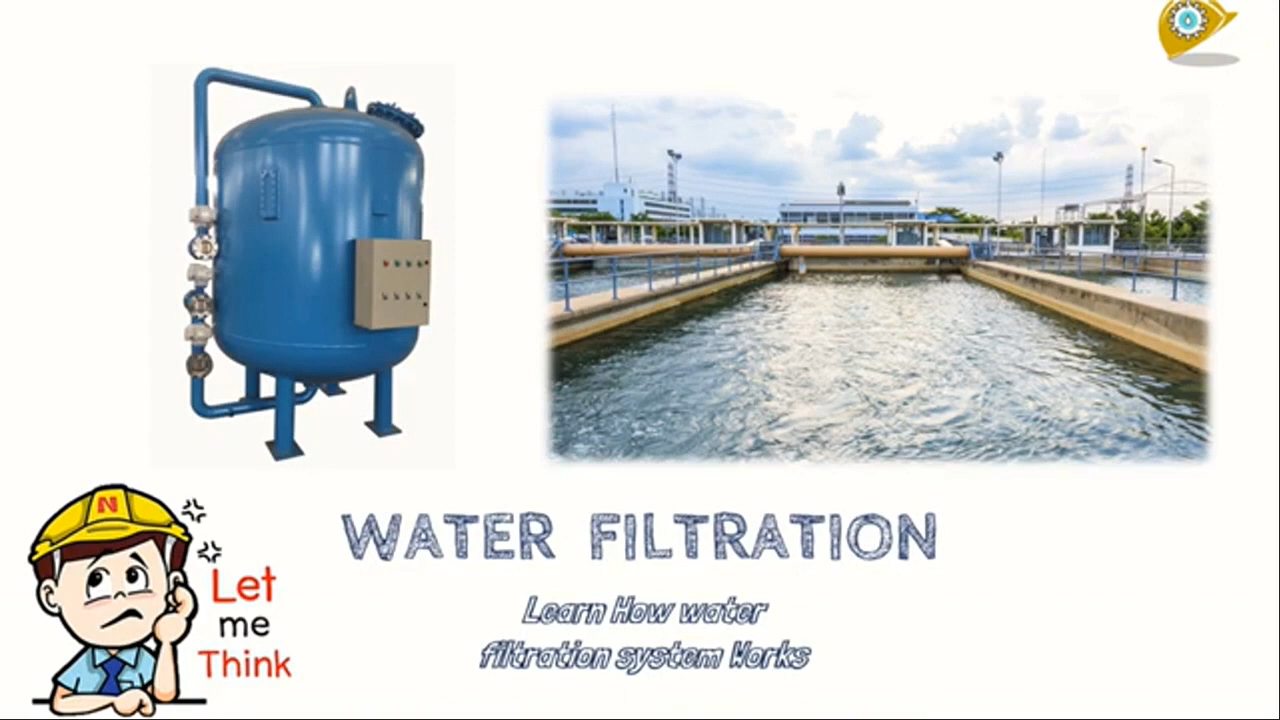 WATER FILTRATION
Learn How water
filtration system Works
N
Let
me
Think